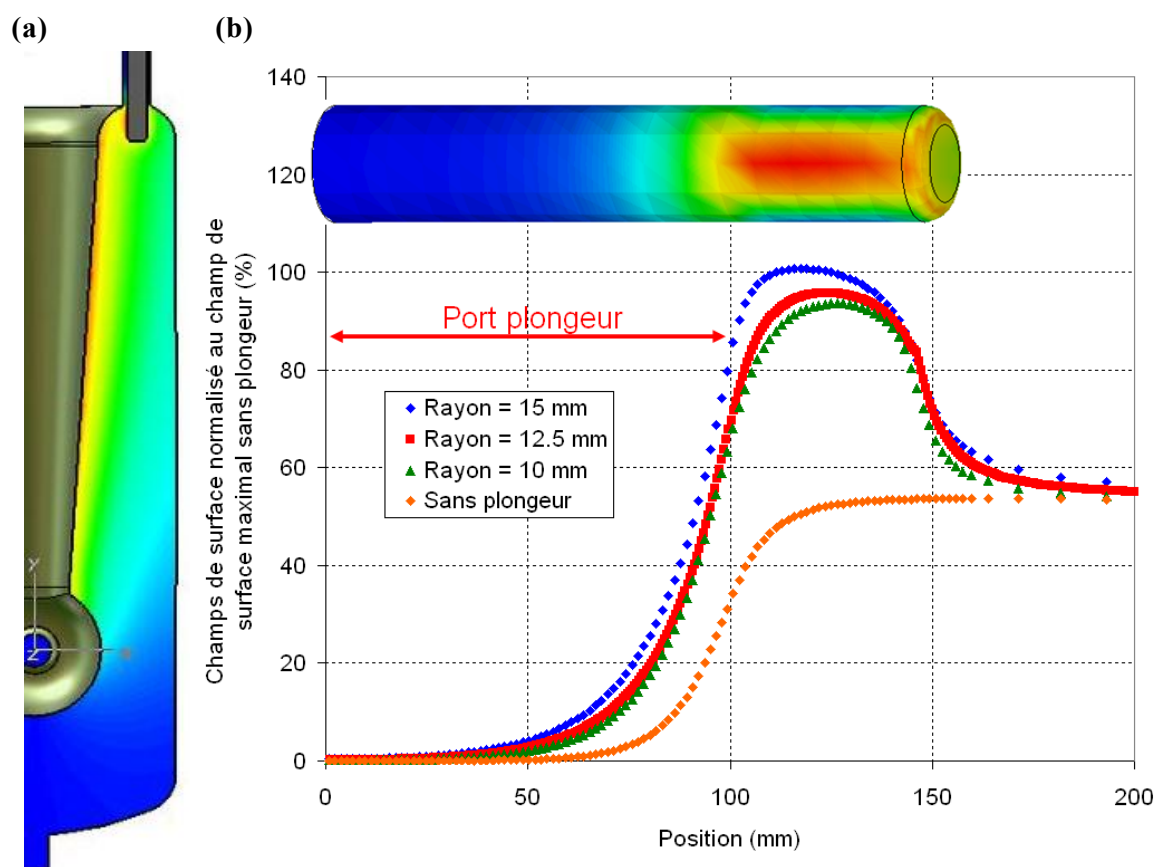 (a)
(b)
Y
Z
Champs de surface normalisé au champ de
surface maximal sans plongeur (%)
140
120
100
80
60
40
20
0
Port plongeur
Rayon = 15 mm
Rayon = 12.5 mm
Rayon = 10 mm
Sans plongeur
0
50
100
150
200
Position (mm)